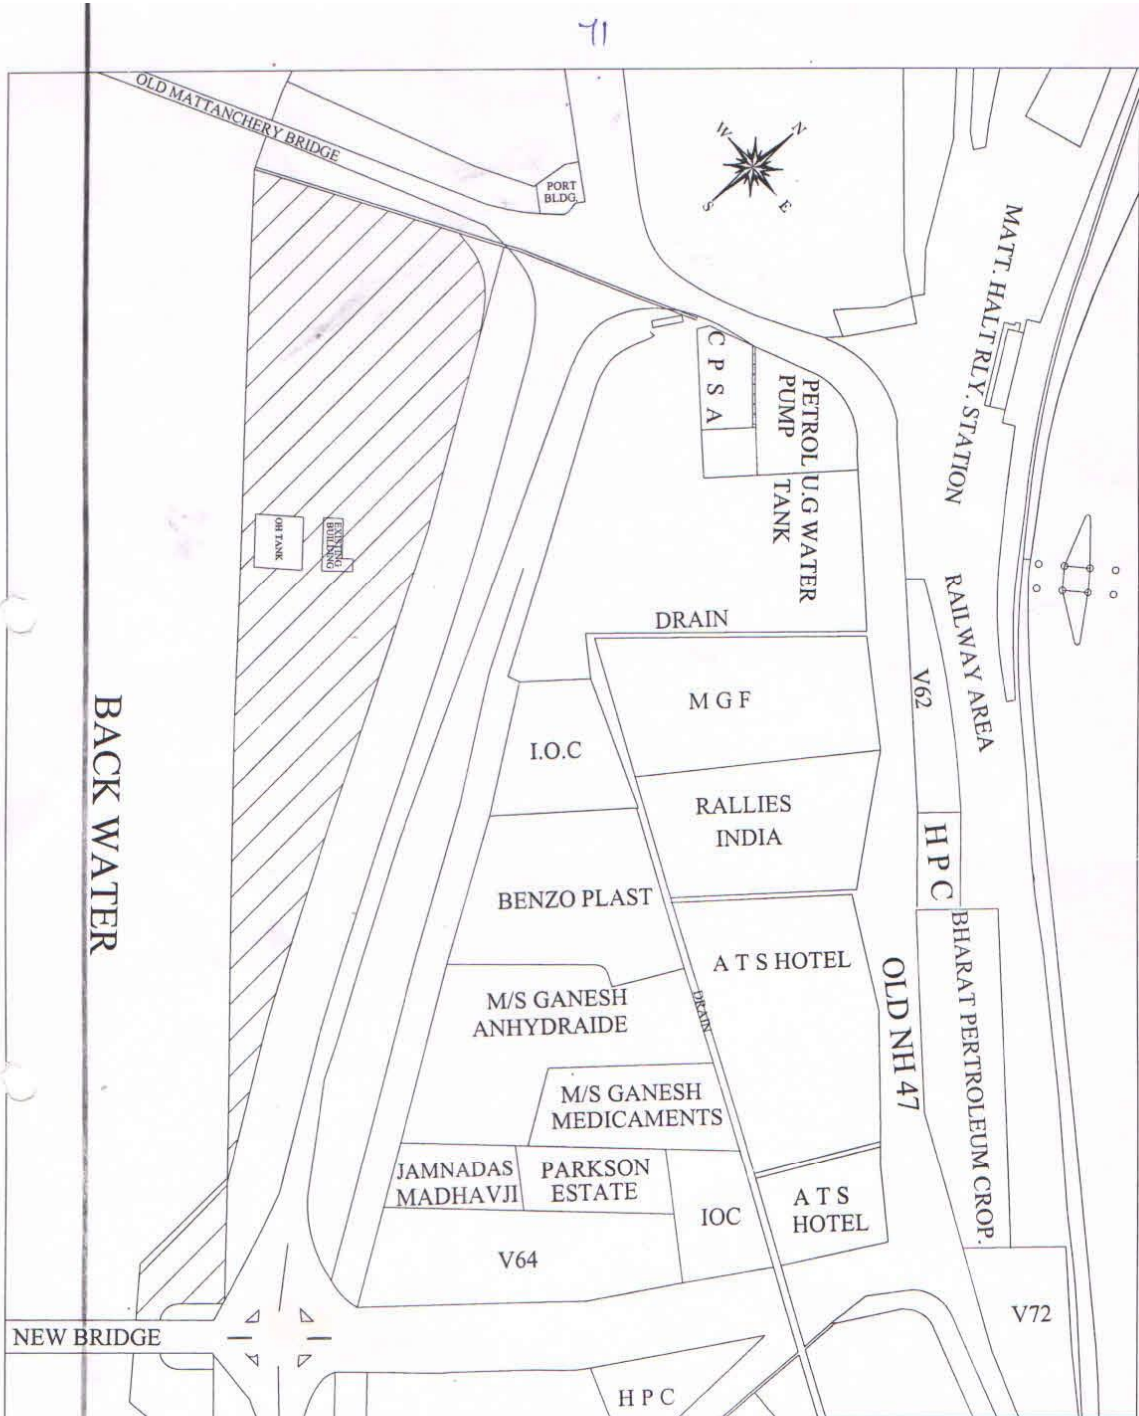 71
OLD MATTANCHERY BRIDGE
PORT
BLDG.
W
N
S
E
MATT. HALT RLY. STATION
C P S A
PETROL
PUMP
U.G WATER
TANK
EXISTING
BUILDING
OH TANK
DRAIN
RAILWAY AREA
V62
M G F
I.O.C
RALLIES
INDIA
H P C
BACK WATER
BENZO PLAST
A T S HOTEL
BHARAT PERTROLEUM CROP.
OLD NH 47
DRAIN
M/S GANESH
ANHYDRAIDE
M/S GANESH
MEDICAMENTS
JAMNADAS
MADHAVJI
PARKSON
ESTATE
IOC
A T S
HOTEL
V64
V72
NEW BRIDGE
H P C